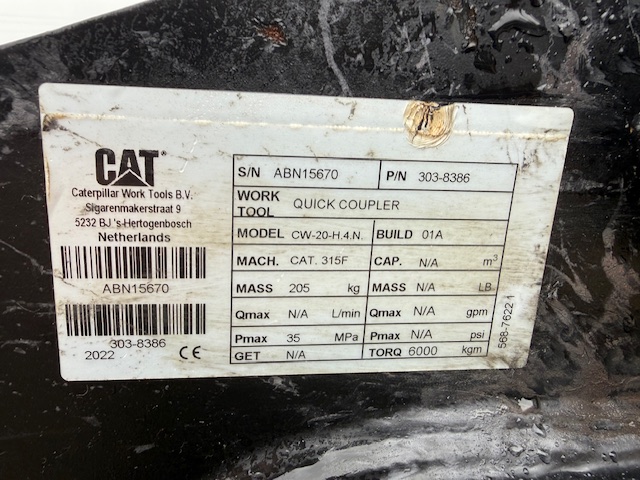 CAT
Caterpillar Work Tools B.V.
Sigarenmakerstraat 9
5232 BJ 's-Hertogenbosch
Netherlands
ABN15670
303-8386
2022 CE
S/N ABN15670 P/N 303-8386
WORK TOOL QUICK COUPLER
MODEL CW-20-H.4.N. BUILD 01A
MACH. CAT. 315F CAP. N/A m³
MASS 205 kg MASS N/A LB
Qmax N/A L/min Qmax N/A gpm
Pmax 35 MPa Pmax N/A psi
GET N/A TORQ 6000 kgm
568-7622 1